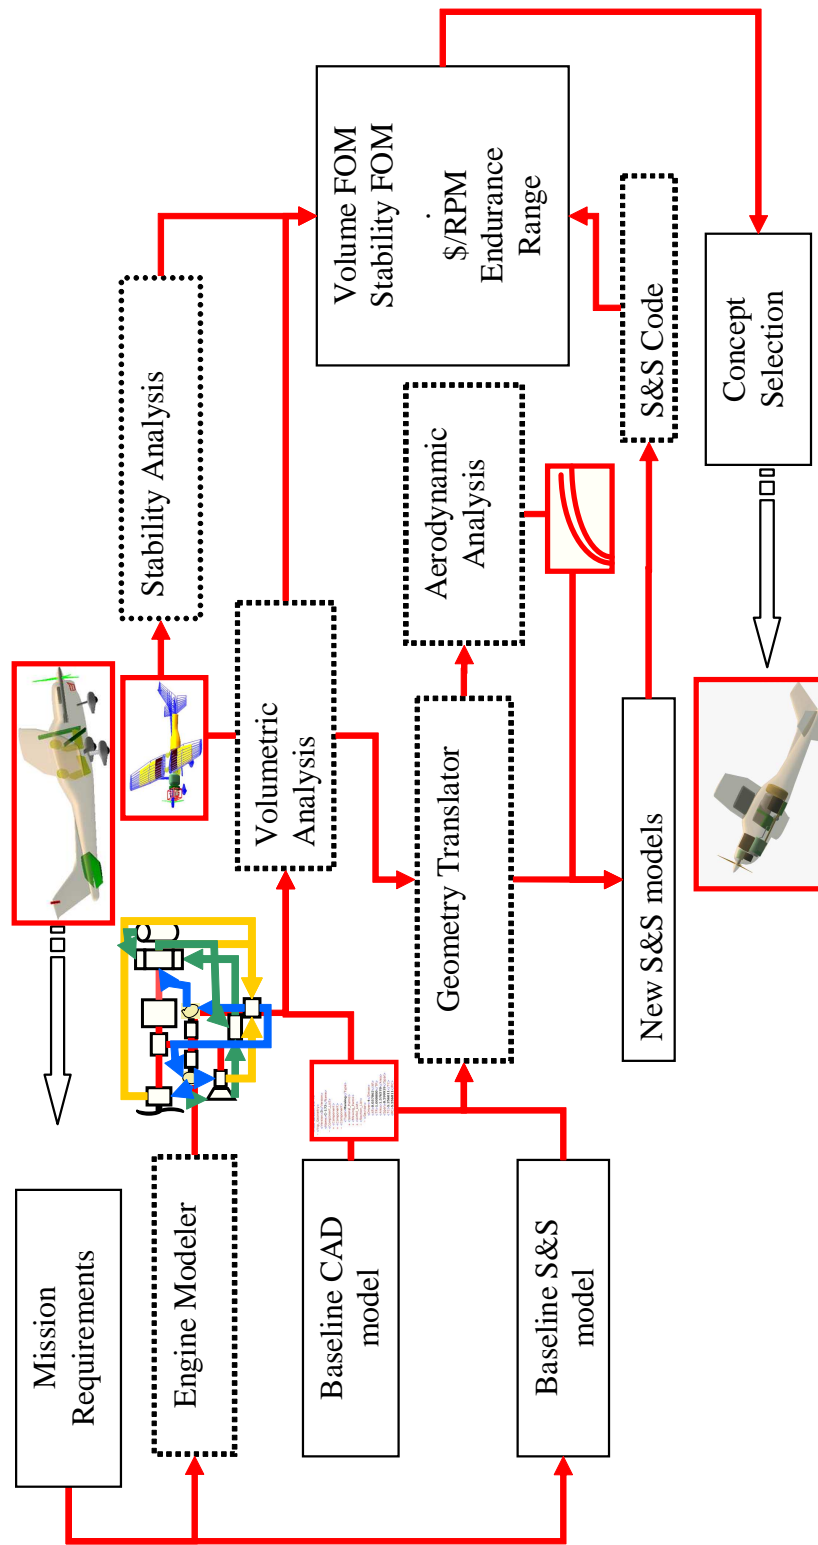 Mission
Requirements
Engine Modeler
Baseline CAD
model
Baseline S&S
model
Volumetric
Analysis
Stability Analysis
Geometry Translator
Aerodynamic
Analysis
New S&S models
S&S Code
Volume FOM
Stability FOM
.
$/RPM
Endurance
Range
Concept
Selection